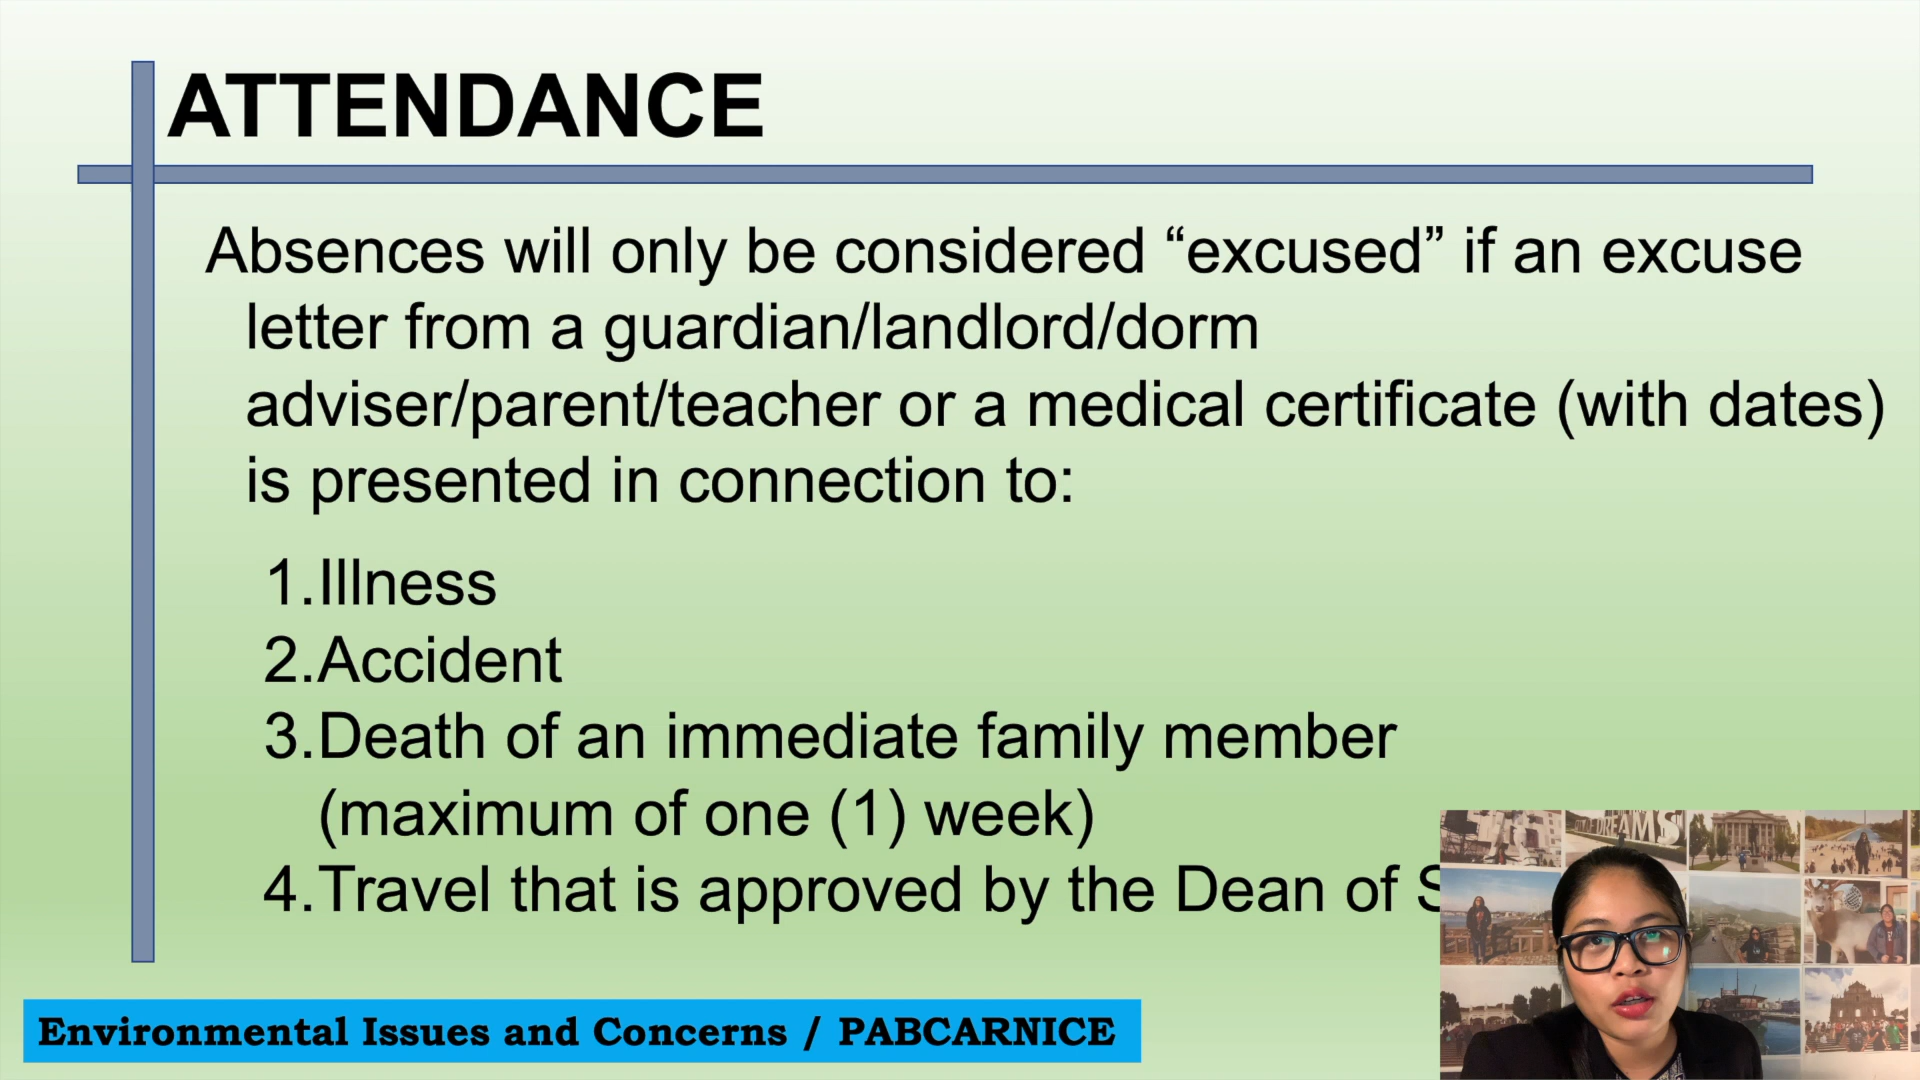 ATTENDANCE
Absences will only be considered “excused” if an excuse
letter from a guardian/landlord/dorm
adviser/parent/teacher or a medical certificate (with dates)
is presented in connection to:
1.Illness
2.Accident
3.Death of an immediate family member
(maximum of one (1) week)
4.Travel that is approved by the Dean of
DREAMS
Environmental Issues and Concerns / PABCARNICE